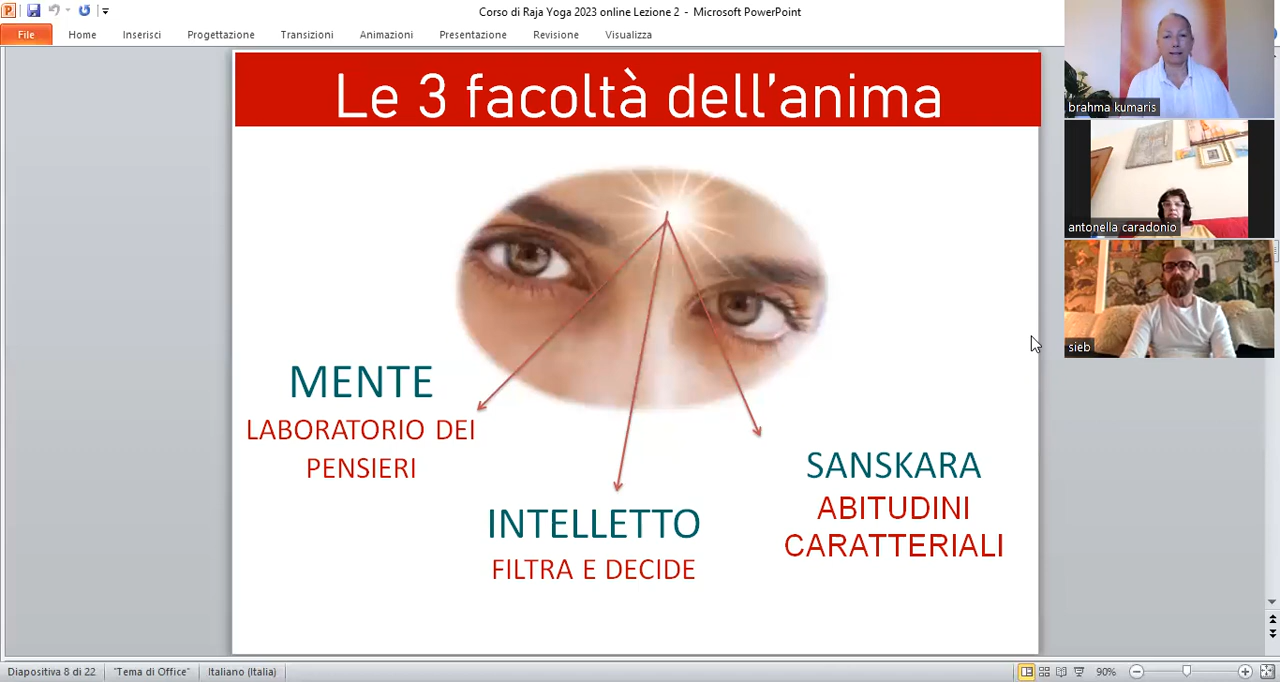 Corso di Raja Yoga 2023 online Lezione 2 - Microsoft PowerPoint
File Home Inserisci Progettazione Transizioni Animazioni Presentazione Revisione Visualizza
Le 3 facoltà dell'anima
MENTE
LABORATORIO DEI
PENSIERI
INTELLETTO
FILTRA E DECIDE
SANSKARA
ABITUDINI
CARATTERIALI
brahma kumaris
antonella caradonio
sieb
Diapositiva 8 di 22 "Tema di Office" Italiano (Italia) 90%